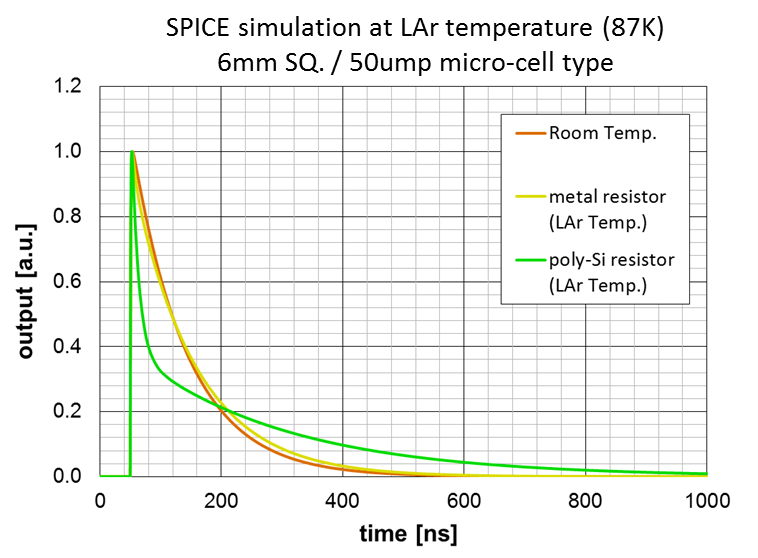 SPICE simulation at LAr temperature (87K)
6mm SQ. / 50ump micro-cell type
1.2
1.0
0.8
0.6
0.4
0.2
0.0
output [a.u.]
Room Temp.
metal resistor
(LAr Temp.)
poly-Si resistor
(LAr Temp.)
0 200 400 600 800 1000
time [ns]